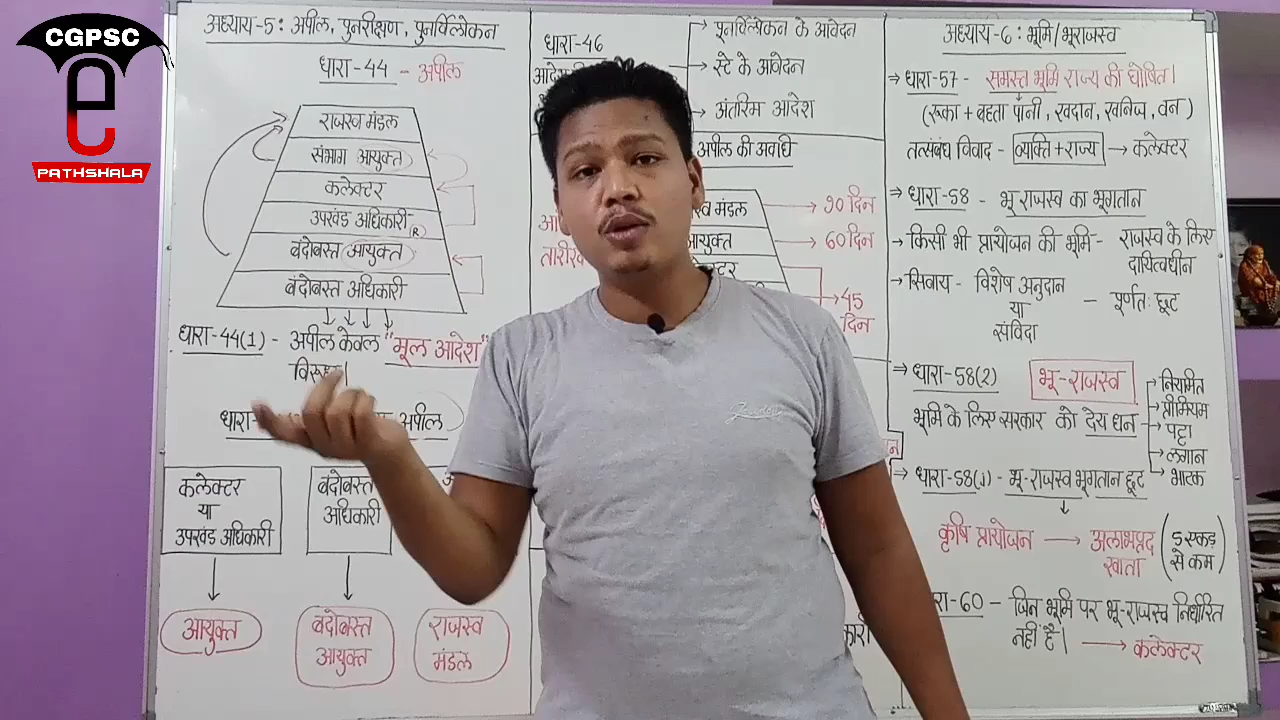 CGPSC
PATHSHALA
अध्याय-5: अपील, पुनरीक्षण, पुनर्विलोकन
धारा-44 - अपील
राजस्व मंडल
संभाग आयुक्त
कलेक्टर
उपखंड अधिकारी
बंदोबस्त आयुक्त
बंदोबस्त अधिकारी
धारा-44(1) - अपील केवल "मूल आदेश"
अपील
कलेक्टर
या
उपखंड अधिकारी
बंदोबस्त
अधिकारी
आयुक्त
बंदोबस्त
आयुक्त
राजस्व
मंडल
धारा-46
पुनर्विलोकन के आवेदन
स्टे के आवेदन
अंतरिम आदेश
अपील की अवधि
मंडल
90 दिन
आयुक्त
60 दिन
45
दिन
अध्याय-6: भूमि/भूराजस्व
→ धारा-57 - समस्त भूमि राज्य की घोषित।
(रूका + बहता पानी, खदान, खनिज, वन)
तत्संबंध विवाद - व्यक्ति+राज्य → कलेक्टर
→ धारा-58 - भू राजस्व का भूगतान
→ किसी भी प्रायोजन की भूमि - राजस्व के लिए
दायित्वधीन
→ सिवाय - विशेष अनुदान
या
संविदा
- पूर्णतः छूट
→ धारा-58(2) भू-राजस्व
भूमि के लिए सरकार को देय धन
प्रीमियम
पट्टा
लगान
भाटक
→ धारा-58(1) - भू-राजस्व भूगतान छूट
कृषि प्रायोजन → अलाभप्रद
खाता
(5 एकड़
से कम)
60 - जिन भूमि पर भू-राजस्व निर्धारित
नहीं है। → कलेक्टर